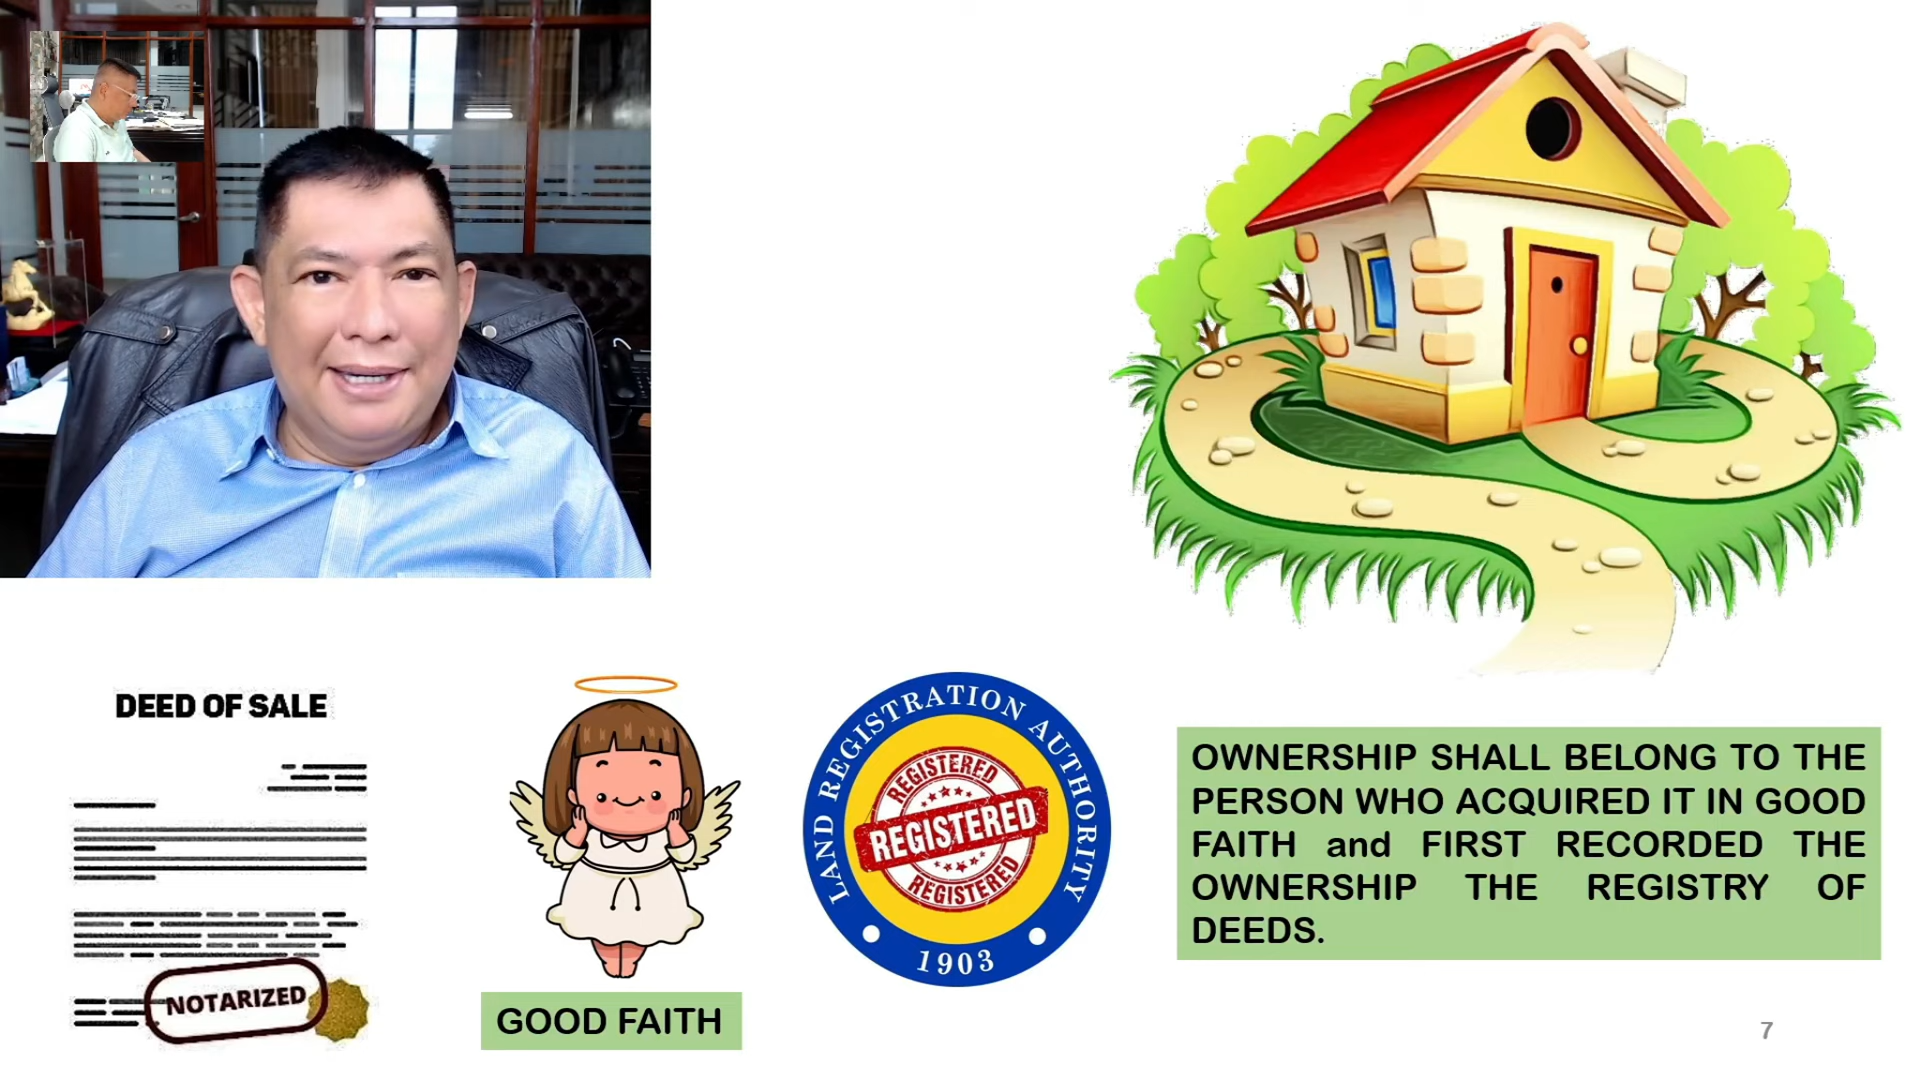 DEED OF SALE
NOTARIZED
GOOD FAITH
LAND REGISTRATION AUTHORITY
REGISTERED
REGISTERED
REGISTERED
1903
OWNERSHIP SHALL BELONG TO THE
PERSON WHO ACQUIRED IT IN GOOD
FAITH and FIRST RECORDED THE
OWNERSHIP THE REGISTRY OF
DEEDS.
7